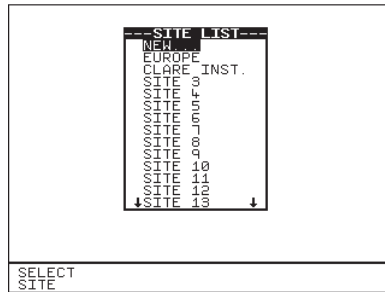 ---SITE LIST---
NEW...
EUROPE
CLARE INST.
SITE 3
SITE 4
SITE 5
SITE 6
SITE 7
SITE 8
SITE 9
SITE 10
SITE 11
SITE 12
↓SITE 13 ↓
SELECT
SITE